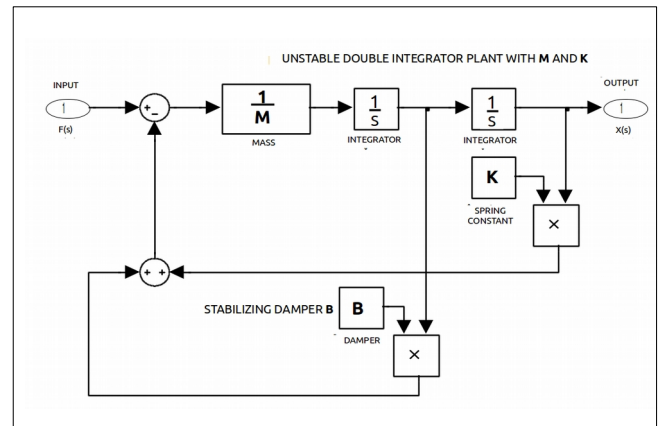 UNSTABLE DOUBLE INTEGRATOR PLANT WITH M AND K
INPUT
OUTPUT
1
F(s)
+
−
1
M
MASS
1
S
INTEGRATOR
1
S
INTEGRATOR
1
X(s)
K
SPRING
CONSTANT
×
+ +
STABILIZING DAMPER B
B
DAMPER
×